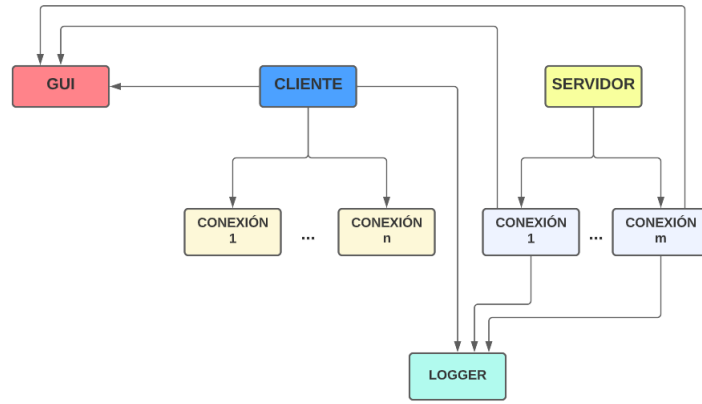 GUI
CLIENTE
SERVIDOR
CONEXIÓN
1
...
CONEXIÓN
n
CONEXIÓN
1
...
CONEXIÓN
m
LOGGER